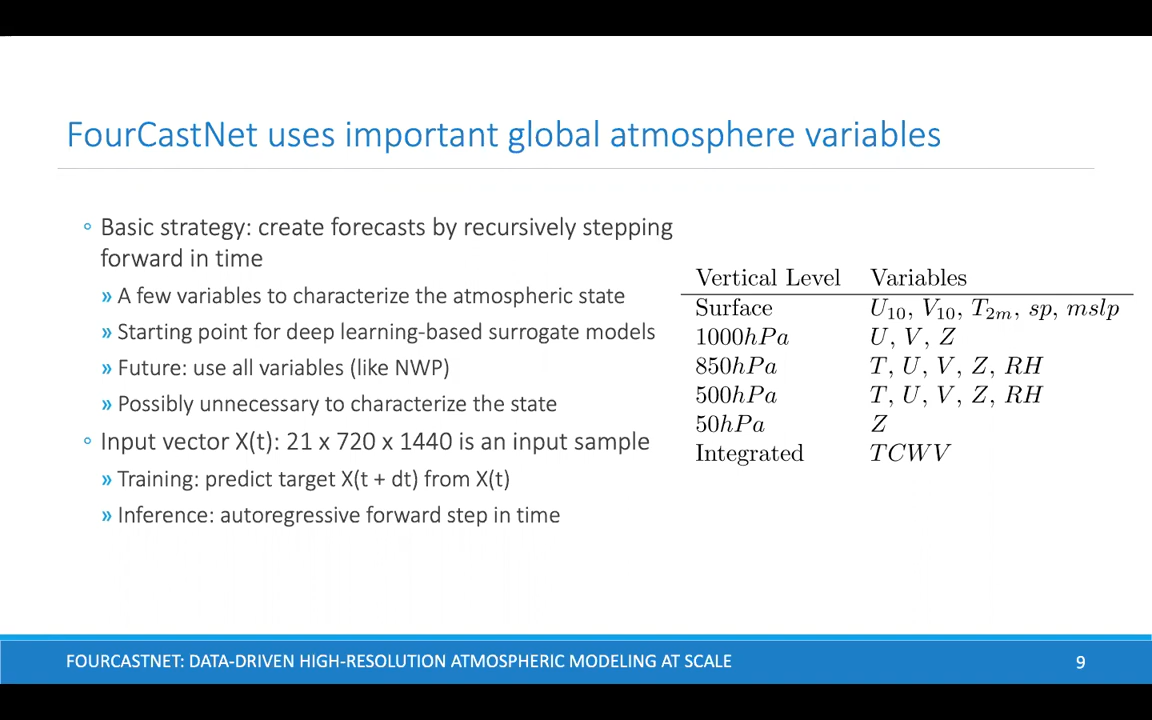 FourCastNet uses important global atmosphere variables
◦ Basic strategy: create forecasts by recursively stepping
forward in time
» A few variables to characterize the atmospheric state
» Starting point for deep learning-based surrogate models
» Future: use all variables (like NWP)
» Possibly unnecessary to characterize the state
◦ Input vector X(t): 21 x 720 x 1440 is an input sample
» Training: predict target X(t + dt) from X(t)
» Inference: autoregressive forward step in time
Vertical Level Variables
Surface U₁₀, V₁₀, T₂ₘ, sp, mslp
1000hPa U, V, Z
850hPa T, U, V, Z, RH
500hPa T, U, V, Z, RH
50hPa Z
Integrated TCWV
FOURCASTNET: DATA-DRIVEN HIGH-RESOLUTION ATMOSPHERIC MODELING AT SCALE 9